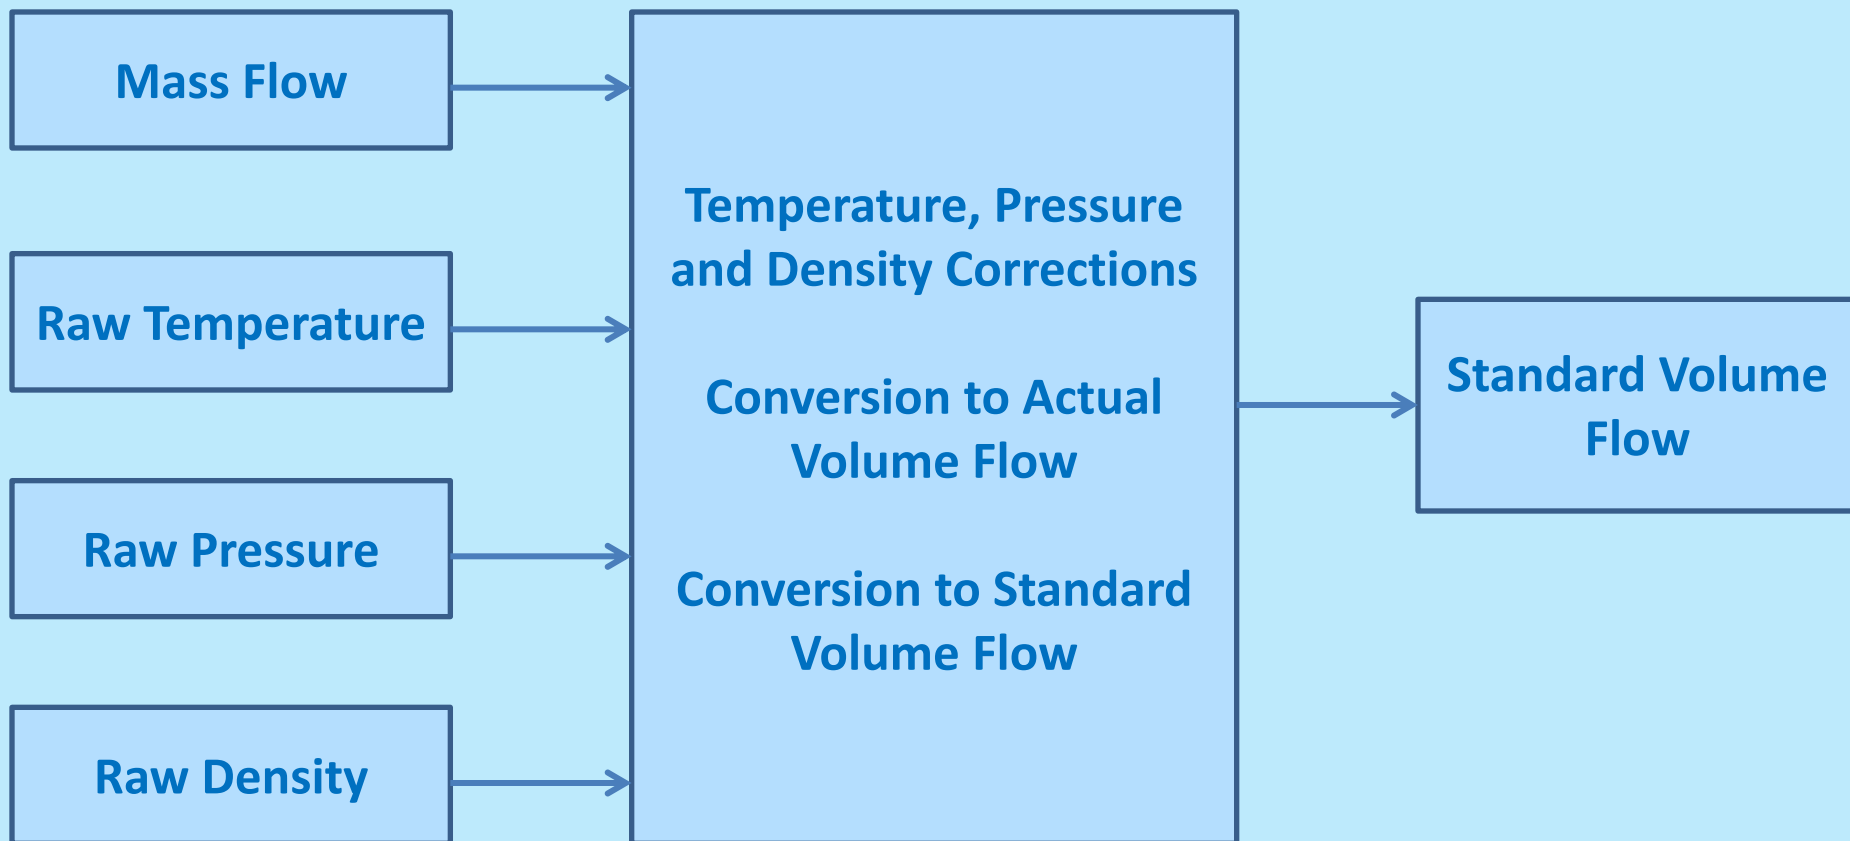 Mass Flow
Raw Temperature
Raw Pressure
Raw Density
Temperature, Pressure
and Density Corrections
Conversion to Actual
Volume Flow
Conversion to Standard
Volume Flow
Standard Volume
Flow